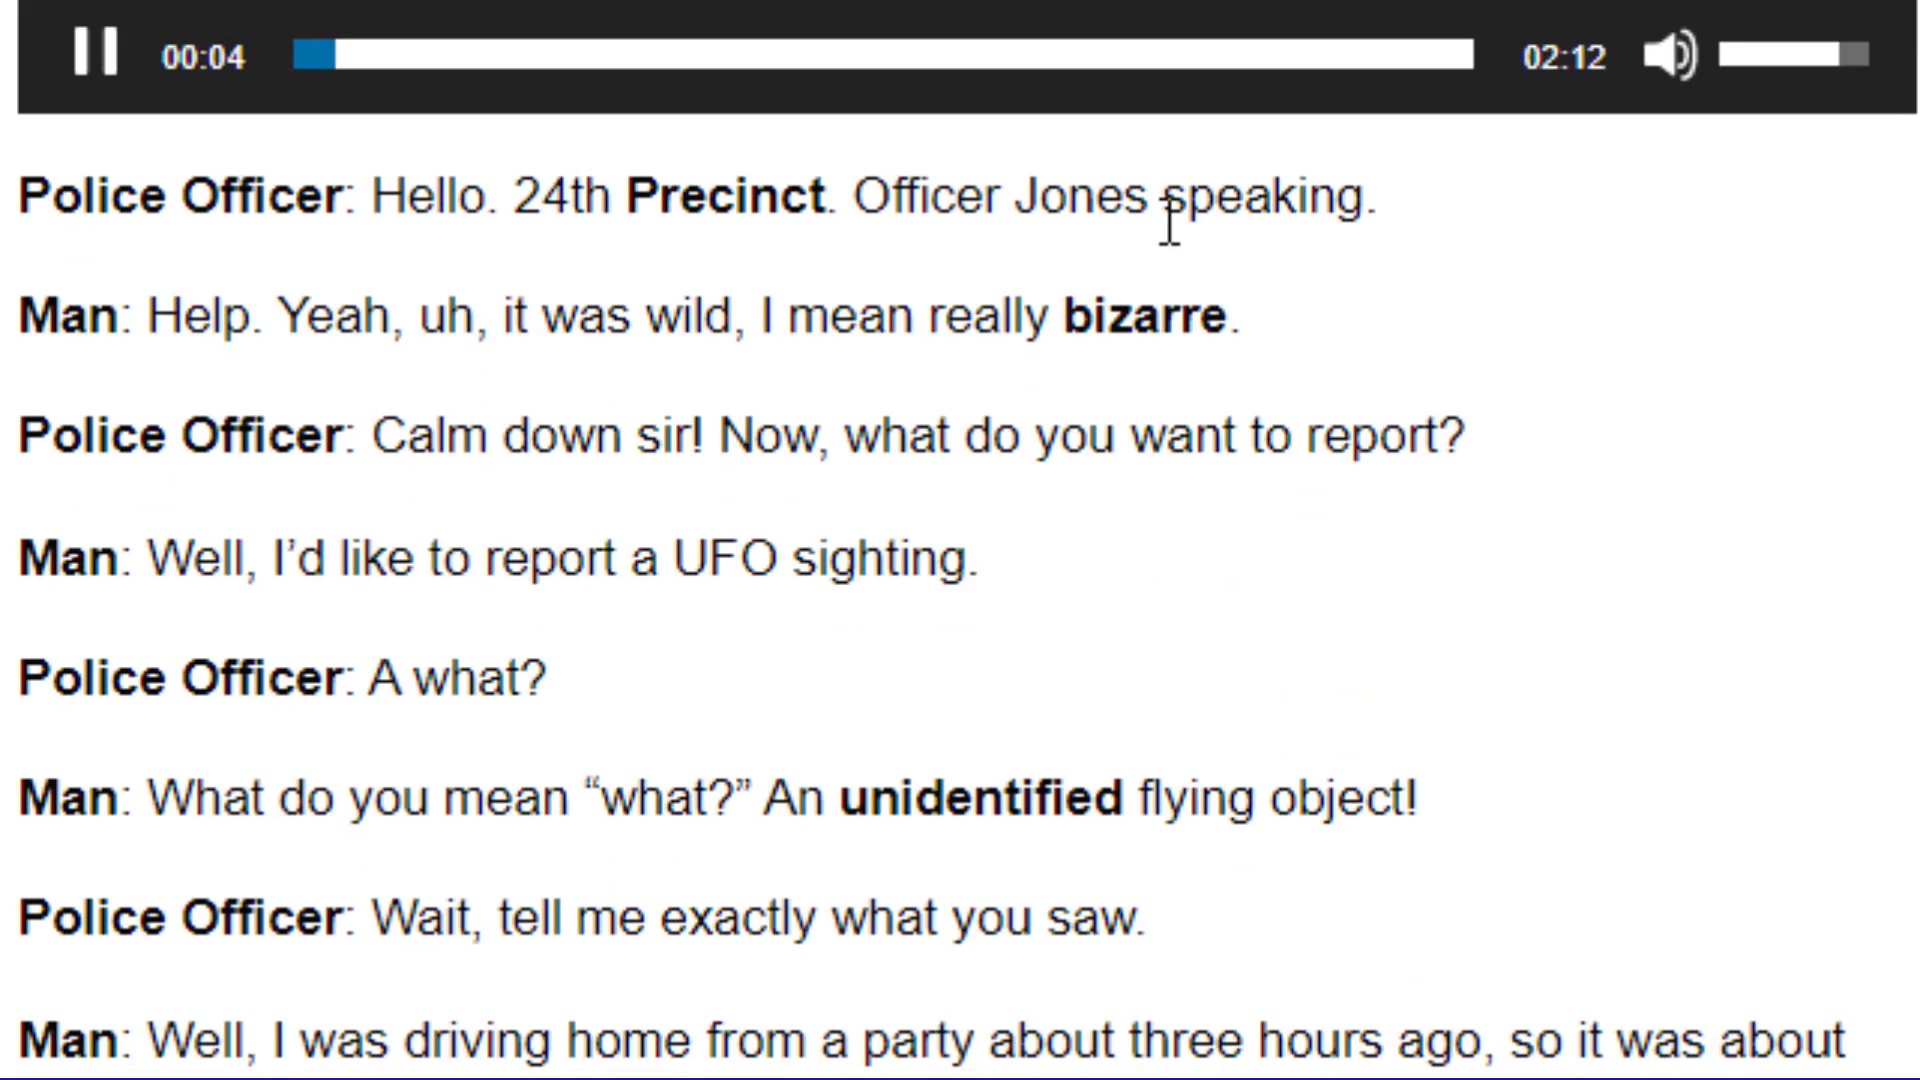 00:04 02:12
Police Officer: Hello. 24th Precinct. Officer Jones speaking.
Man: Help. Yeah, uh, it was wild, I mean really bizarre.
Police Officer: Calm down sir! Now, what do you want to report?
Man: Well, I’d like to report a UFO sighting.
Police Officer: A what?
Man: What do you mean “what?” An unidentified flying object!
Police Officer: Wait, tell me exactly what you saw.
Man: Well, I was driving home from a party about three hours ago, so it was about